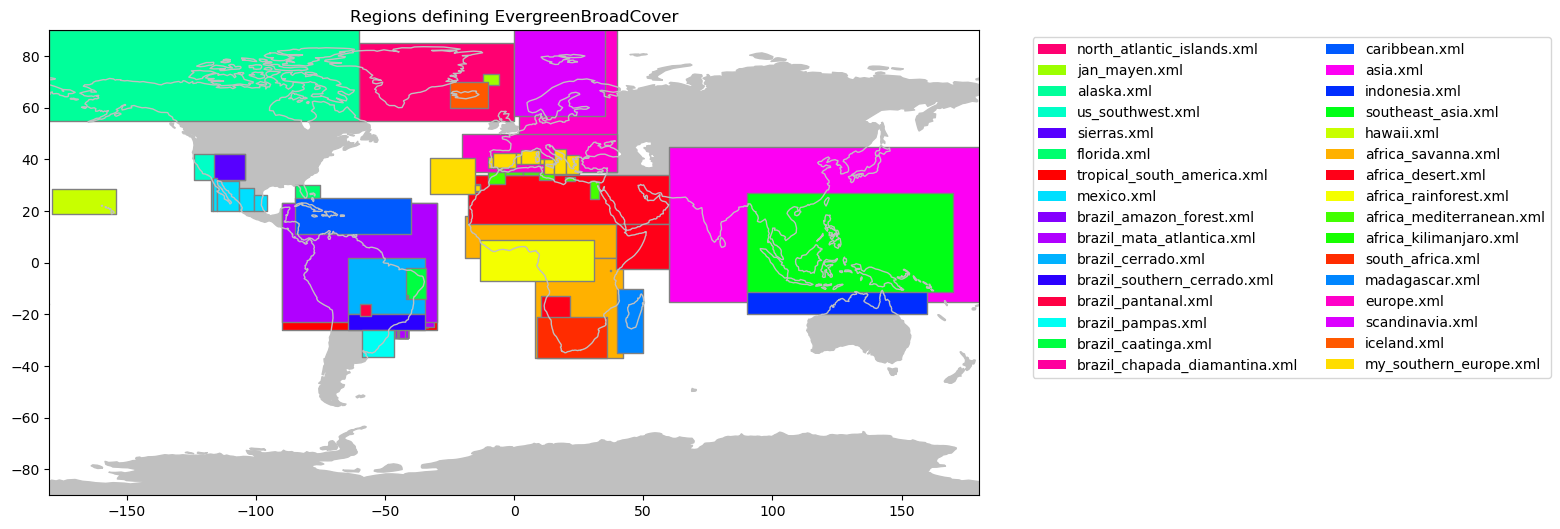 Regions defining EvergreenBroadCover
80
60
40
20
0
−20
−40
−60
−80
−150
−100
−50
0
50
100
150
north_atlantic_islands.xml
jan_mayen.xml
alaska.xml
us_southwest.xml
sierras.xml
florida.xml
tropical_south_america.xml
mexico.xml
brazil_amazon_forest.xml
brazil_mata_atlantica.xml
brazil_cerrado.xml
brazil_southern_cerrado.xml
brazil_pantanal.xml
brazil_pampas.xml
brazil_caatinga.xml
brazil_chapada_diamantina.xml
caribbean.xml
asia.xml
indonesia.xml
southeast_asia.xml
hawaii.xml
africa_savanna.xml
africa_desert.xml
africa_rainforest.xml
africa_mediterranean.xml
africa_kilimanjaro.xml
south_africa.xml
madagascar.xml
europe.xml
scandinavia.xml
iceland.xml
my_southern_europe.xml